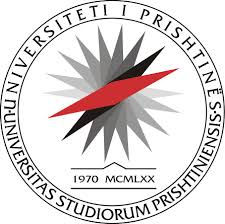 UNIVERSITETI I PRISHTINËS
UNIVERSITAS STUDIORUM PRISHTINIENSIS
1970 MCMLXX